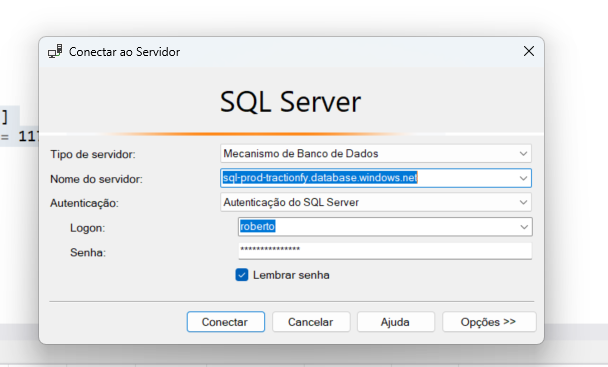 Conectar ao Servidor
]
= 117
SQL Server
Tipo de servidor: Mecanismo de Banco de Dados
Nome do servidor: sql-prod-tractionfy.database.windows.net
Autenticação: Autenticação do SQL Server
Logon: roberto
Senha: ***************
Lembrar senha
Conectar Cancelar Ajuda Opções >>